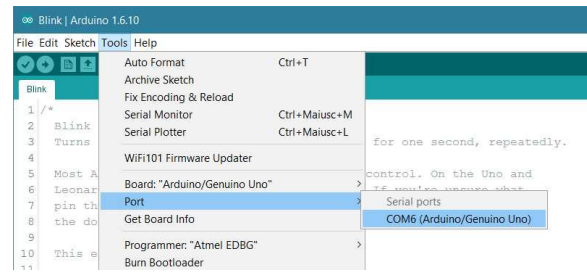 Blink | Arduino 1.6.10
File Edit Sketch Tools Help
Auto Format Ctrl+T
Archive Sketch
Blink
Fix Encoding & Reload
1 /*
Serial Monitor Ctrl+Maiusc+M
2 Blink
Serial Plotter Ctrl+Maiusc+L
3 Turns for one second, repeatedly.
4
WiFi101 Firmware Updater
5 Most A control. On the Uno and
Board: "Arduino/Genuino Uno"
6 Leonar If you're unsure what
Port Serial ports
7 pin th
Get Board Info COM6 (Arduino/Genuino Uno)
8 the do
9
Programmer: "Atmel EDBG"
10 This e
Burn Bootloader
11